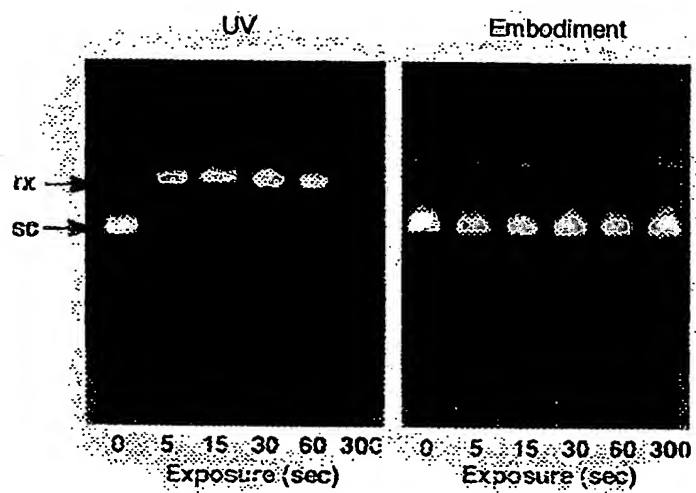 UV
Embodiment
rx
sc
0 5 15 30 60 300
0 5 15 30 60 300
Exposure (sec)
Exposure (sec)